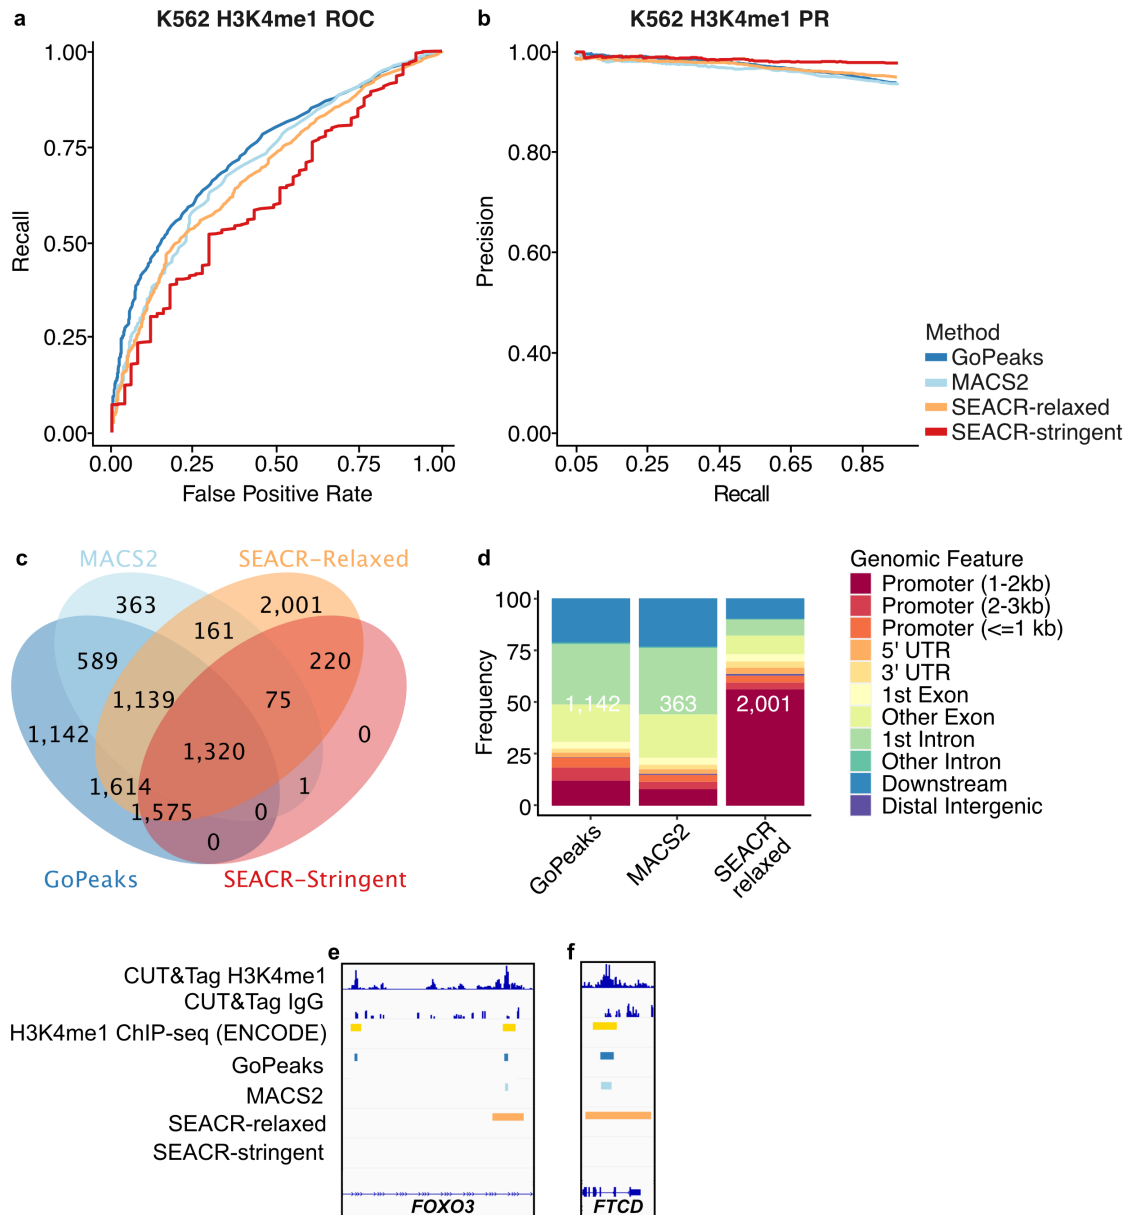 a
K562 H3K4me1 ROC
1.00
0.75
0.50
0.25
0.00
Recall
0.00 0.25 0.50 0.75 1.00
False Positive Rate
b
K562 H3K4me1 PR
1.00
0.80
0.60
0.40
0.00
Precision
0.05 0.25 0.45 0.65 0.85
Recall
Method
GoPeaks
MACS2
SEACR-relaxed
SEACR-stringent
c
MACS2
SEACR-Relaxed
363
2,001
161
589
220
1,139
75
1,142
0
1,320
1,614
1
1,575
0
0
GoPeaks
SEACR-Stringent
d
100
75
50
25
0
Frequency
1,142
363
2,001
GoPeaks
MACS2
SEACR
relaxed
Genomic Feature
Promoter (1-2kb)
Promoter (2-3kb)
Promoter (<=1 kb)
5' UTR
3' UTR
1st Exon
Other Exon
1st Intron
Other Intron
Downstream
Distal Intergenic
e
f
CUT&Tag H3K4me1
CUT&Tag IgG
H3K4me1 ChIP-seq (ENCODE)
GoPeaks
MACS2
SEACR-relaxed
SEACR-stringent
FOXO3
FTCD